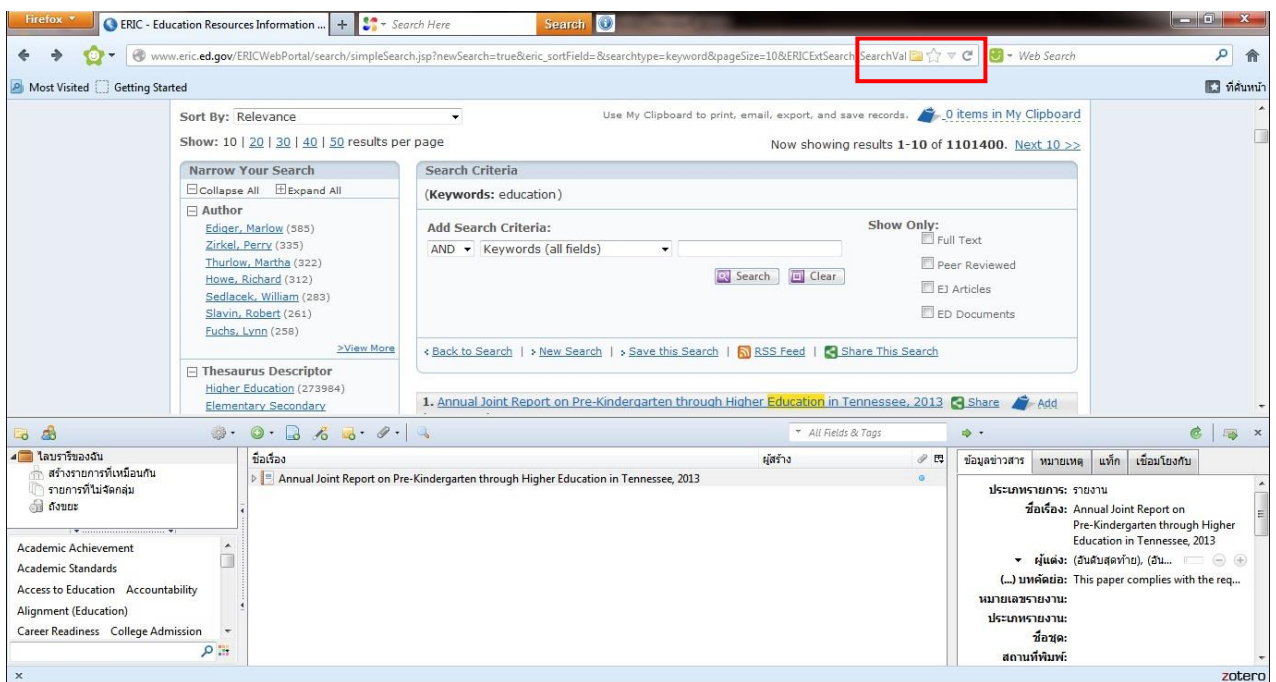 Firefox
ERIC - Education Resources Information ...
Search Here
Search
www.eric.ed.gov/ERICWebPortal/search/simpleSearch.jsp?newSearch=true&eric_sortField=&searchtype=keyword&pageSize=10&ERICExtSearch_SearchVal
Web Search
Most Visited
Getting Started
ที่ค้นหน้า
Sort By: Relevance
Use My Clipboard to print, email, export, and save records.
0 items in My Clipboard
Show: 10 | 20 | 30 | 40 | 50 results per page
Now showing results 1-10 of 1101400. Next 10 >>
Narrow Your Search
Collapse All
Expand All
Author
Ediger, Marlow (585)
Zirkel, Perry (335)
Thurlow, Martha (322)
Howe, Richard (312)
Sedlacek, William (283)
Slavin, Robert (261)
Fuchs, Lynn (258)
>View More
Thesaurus Descriptor
Higher Education (273984)
Elementary Secondary
Search Criteria
(Keywords: education)
Add Search Criteria:
AND
Keywords (all fields)
Search
Clear
Show Only:
Full Text
Peer Reviewed
EJ Articles
ED Documents
Back to Search | New Search | Save this Search | RSS Feed | Share This Search
1. Annual Joint Report on Pre-Kindergarten through Higher Education in Tennessee, 2013
Share
Add
All Fields & Tags
ไลบรารีของฉัน
สร้างรายการที่เหมือนกัน
รายการที่ไม่จัดกลุ่ม
ถังขยะ
Academic Achievement
Academic Standards
Access to Education Accountability
Alignment (Education)
Career Readiness College Admission
ชื่อเรื่อง
ผู้สร้าง
Annual Joint Report on Pre-Kindergarten through Higher Education in Tennessee, 2013
ข้อมูลข่าวสาร
หมายเหตุ
แท็ก
เชื่อมโยงกับ
ประเภทรายการ: รายงาน
ชื่อเรื่อง: Annual Joint Report on
Pre-Kindergarten through Higher
Education in Tennessee, 2013
ผู้แต่ง: (อันดับสุดท้าย), (อัน...
(...) บทคัดย่อ: This paper complies with the req...
หมายเลขรายงาน:
ประเภทรายงาน:
ชื่อชุด:
สถานที่พิมพ์:
zotero